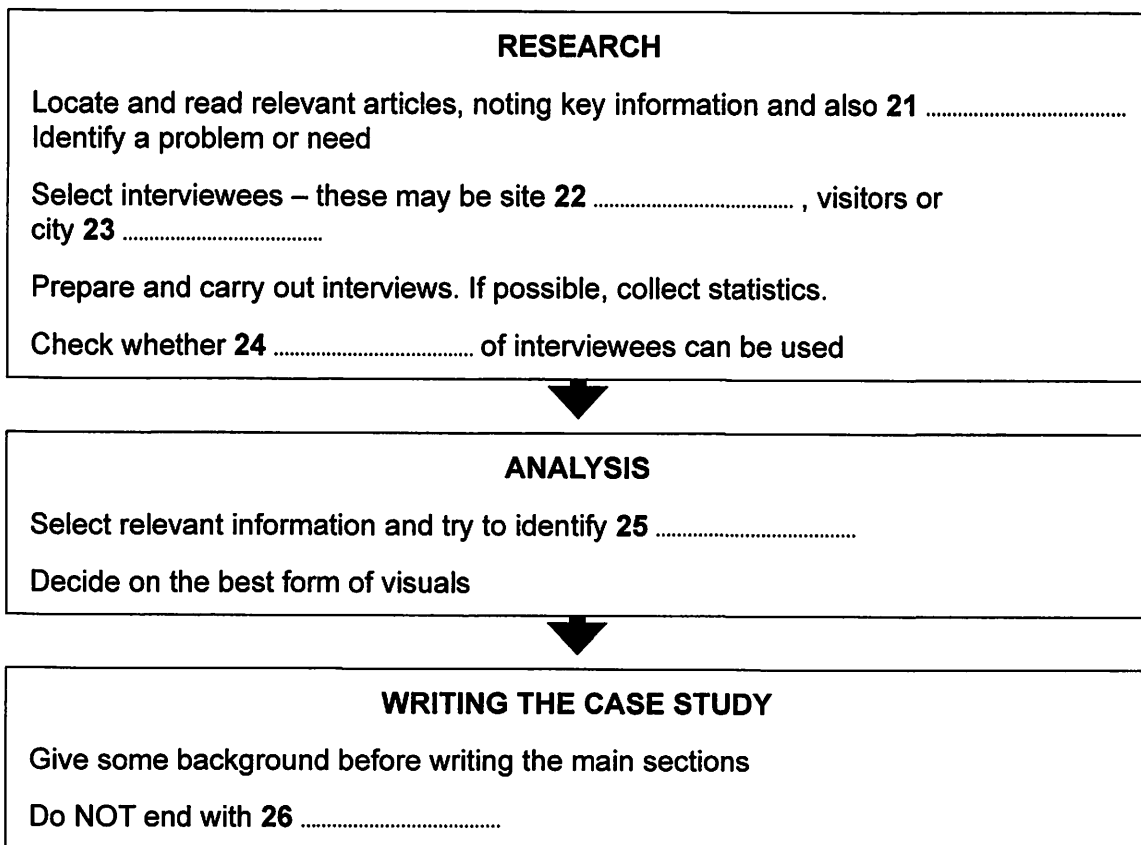 RESEARCH
Locate and read relevant articles, noting key information and also 21 ....................................
Identify a problem or need
Select interviewees – these may be site 22 .................................... , visitors or
city 23 ....................................
Prepare and carry out interviews. If possible, collect statistics.
Check whether 24 .................................... of interviewees can be used
ANALYSIS
Select relevant information and try to identify 25 ....................................
Decide on the best form of visuals
WRITING THE CASE STUDY
Give some background before writing the main sections
Do NOT end with 26 ....................................